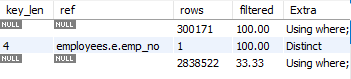 key_len ref rows filtered Extra
NULL NULL 300171 100.00 Using where;
4 employees.e.emp_no 1 100.00 Distinct
NULL NULL 2838522 33.33 Using where;